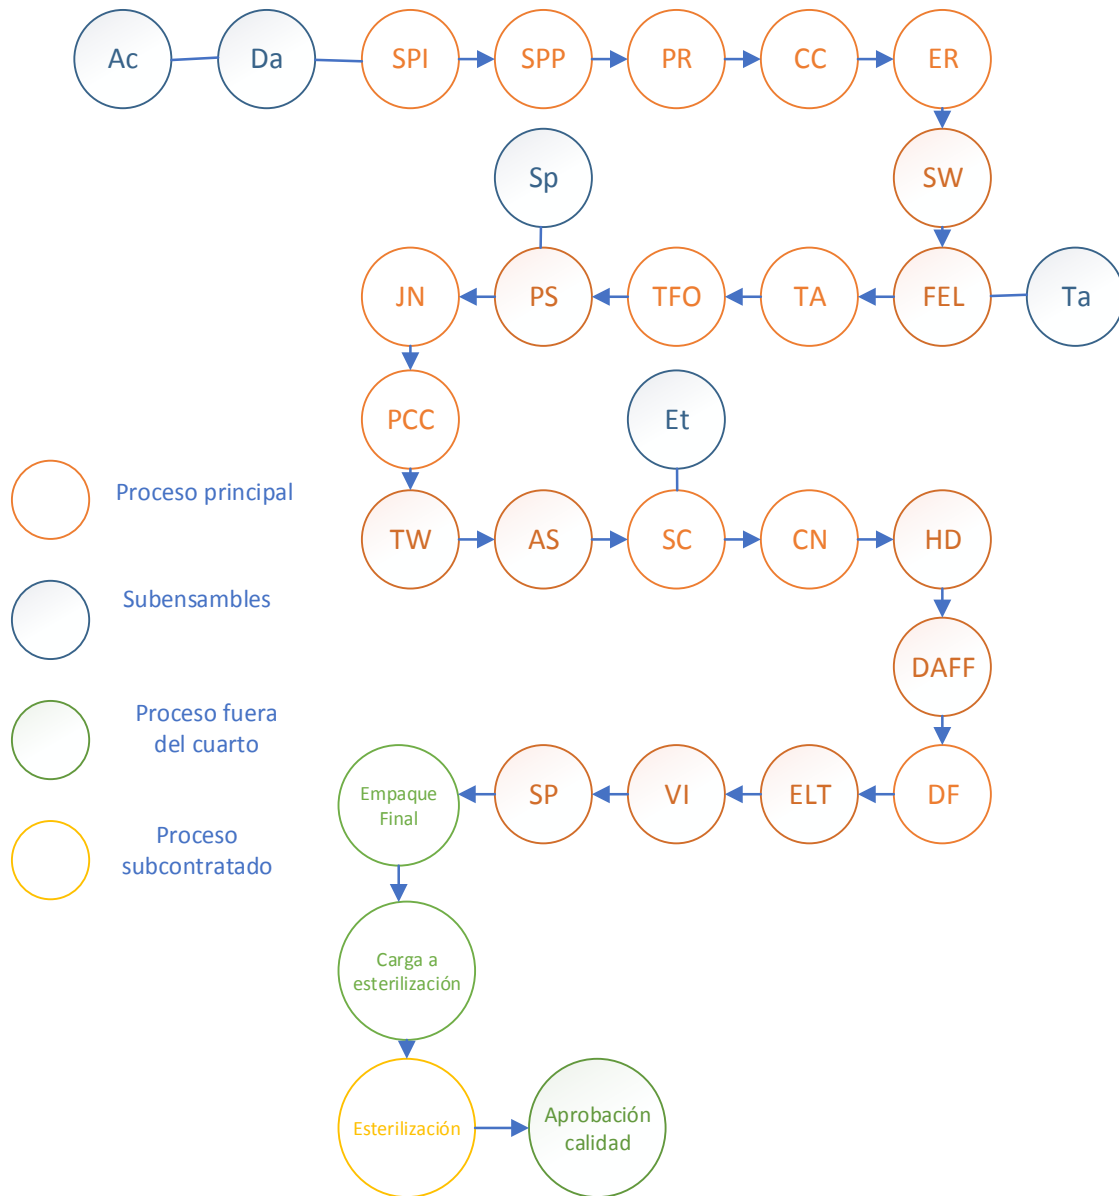 Ac
Da
SPI
SPP
PR
CC
ER
Sp
SW
JN
PS
TFO
TA
FEL
Ta
PCC
Et
Proceso principal
TW
AS
SC
CN
HD
Subensambles
DAFF
Proceso fuera
del cuarto
Empaque
Final
SP
VI
ELT
DF
Proceso
subcontratado
Carga a
esterilización
Esterilización
Aprobación
calidad